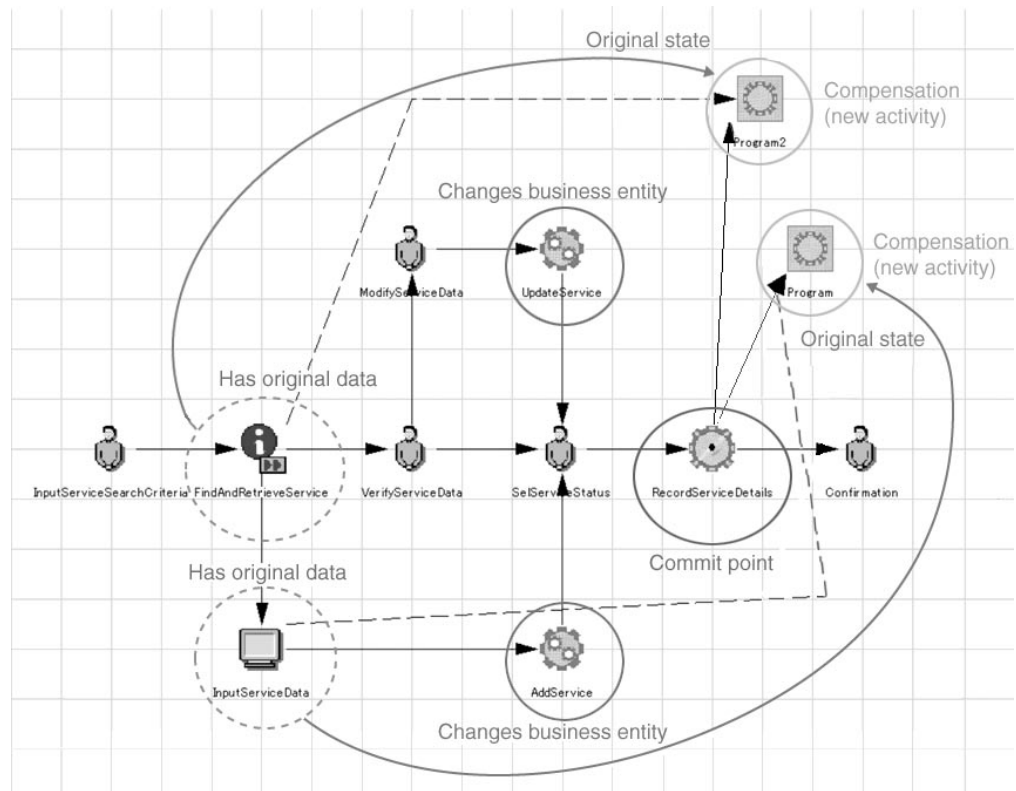 Original state
Compensation
(new activity)
Program2
Changes business entity
Compensation
(new activity)
ModifyServiceData
UpdateService
Program
Original state
Has original data
InputServiceSearchCriteria
FindAndRetrieveService
VerifyServiceData
SelServiceStatus
RecordServiceDetails
Confirmation
Commit point
Has original data
InputServiceData
AddService
Changes business entity